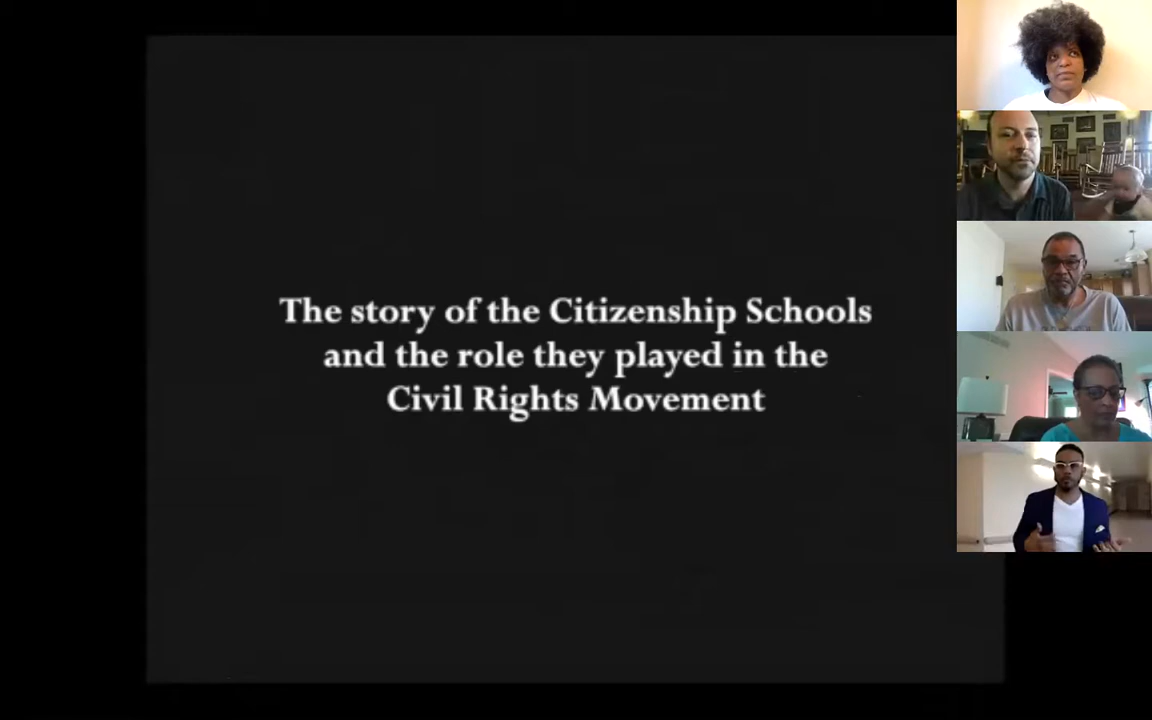 The story of the Citizenship Schools
and the role they played in the
Civil Rights Movement